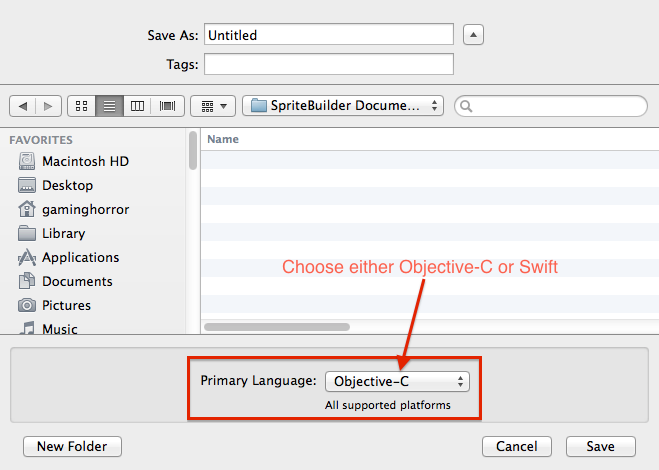 Save As: Untitled
Tags:
SpriteBuilder Docume...
FAVORITES
Name
Macintosh HD
Desktop
gaminghorror
Library
Applications
Documents
Pictures
Music
Choose either Objective-C or Swift
Primary Language: Objective-C
All supported platforms
New Folder
Cancel
Save